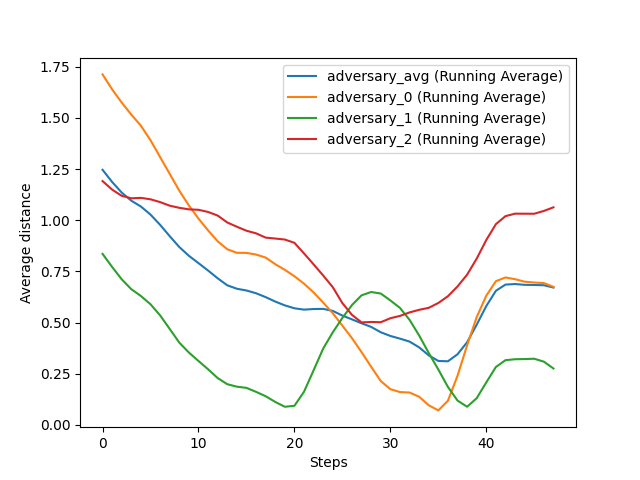 adversary_avg (Running Average)
adversary_0 (Running Average)
adversary_1 (Running Average)
adversary_2 (Running Average)
1.75
1.50
1.25
1.00
0.75
0.50
0.25
0.00
Average distance
0 10 20 30 40
Steps